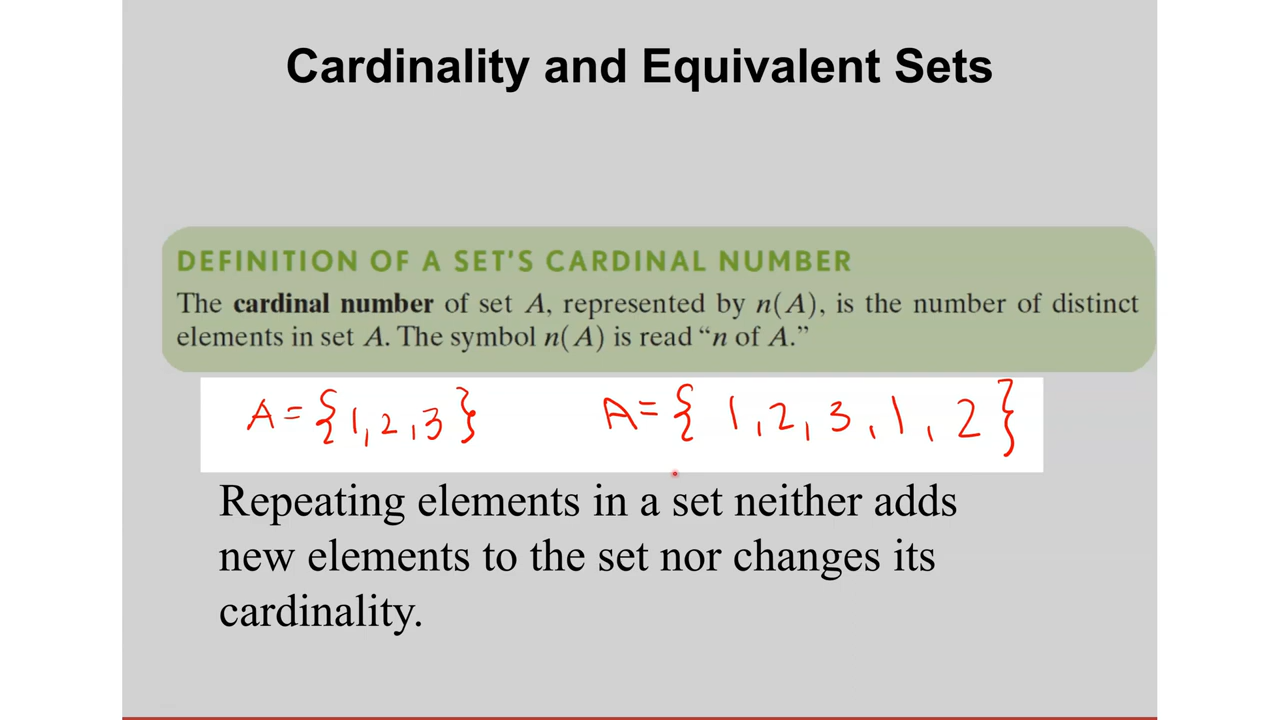 Cardinality and Equivalent Sets
DEFINITION OF A SET'S CARDINAL NUMBER
The cardinal number of set A, represented by n(A), is the number of distinct
elements in set A. The symbol n(A) is read “n of A.”
A = {1, 2, 3} A = { 1, 2, 3, 1, 2 }
Repeating elements in a set neither adds
new elements to the set nor changes its
cardinality.